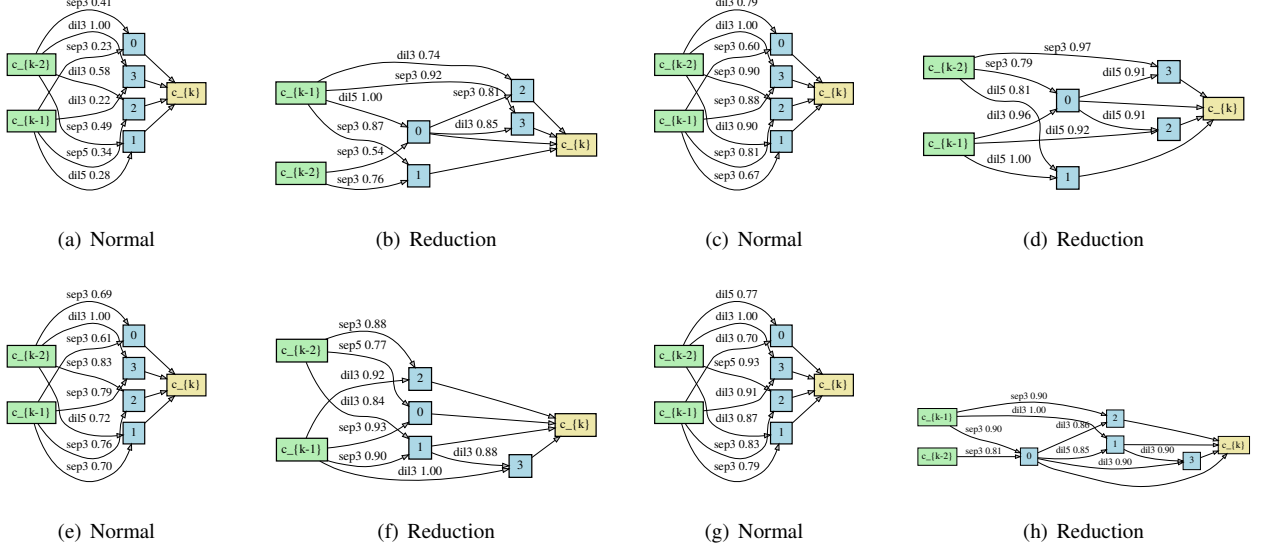 sep3 0.41
dil3 1.00
sep3 0.23
dil3 0.58
dil3 0.22
sep3 0.49
sep5 0.34
dil5 0.28
c_{k-2}
c_{k-1}
0
3
2
1
c_{k}
(a) Normal
dil3 0.74
sep3 0.92
sep3 0.81
dil5 1.00
dil3 0.85
sep3 0.87
sep3 0.54
sep3 0.76
c_{k-1}
c_{k-2}
2
3
0
1
c_{k}
(b) Reduction
dil3 0.79
dil3 1.00
sep3 0.60
sep3 0.90
sep3 0.88
dil3 0.90
sep3 0.81
sep3 0.67
c_{k-2}
c_{k-1}
0
3
2
1
c_{k}
(c) Normal
sep3 0.97
sep3 0.79
dil5 0.91
dil5 0.81
dil3 0.96
dil5 0.91
dil5 0.92
dil5 1.00
c_{k-2}
c_{k-1}
3
0
2
1
c_{k}
(d) Reduction
sep3 0.69
dil3 1.00
sep3 0.61
sep3 0.83
sep3 0.79
dil5 0.72
sep3 0.76
sep3 0.70
c_{k-2}
c_{k-1}
0
3
2
1
c_{k}
(e) Normal
sep3 0.88
sep5 0.77
dil3 0.92
dil3 0.84
sep3 0.93
dil3 0.88
sep3 0.90
dil3 1.00
c_{k-2}
c_{k-1}
2
0
1
3
c_{k}
(f) Reduction
dil5 0.77
dil3 1.00
dil3 0.70
sep5 0.93
dil3 0.91
dil3 0.87
sep3 0.83
sep3 0.79
c_{k-2}
c_{k-1}
0
3
2
1
c_{k}
(g) Normal
sep3 0.90
dil3 1.00
dil3 0.86
sep3 0.90
dil5 0.85
dil3 0.90
sep3 0.81
dil3 0.90
c_{k-1}
c_{k-2}
2
1
0
3
c_{k}
(h) Reduction